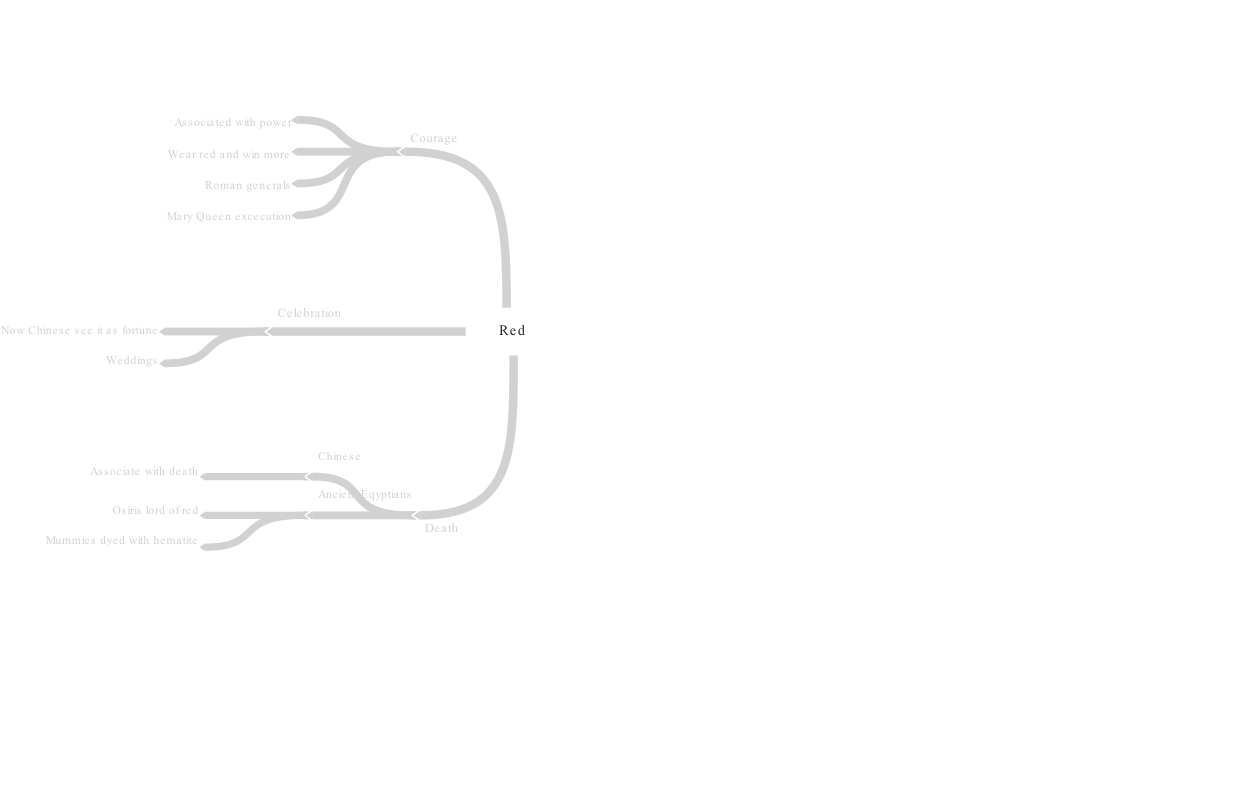 Associated with power
Courage
Wear red and win more
Roman generals
Mary Queen excecution
Celebration
Now Chinese see it as fortune
Red
Weddings
Chinese
Associate with death
Ancient Eqyptians
Osiris lord of red
Death
Mummies dyed with hematite